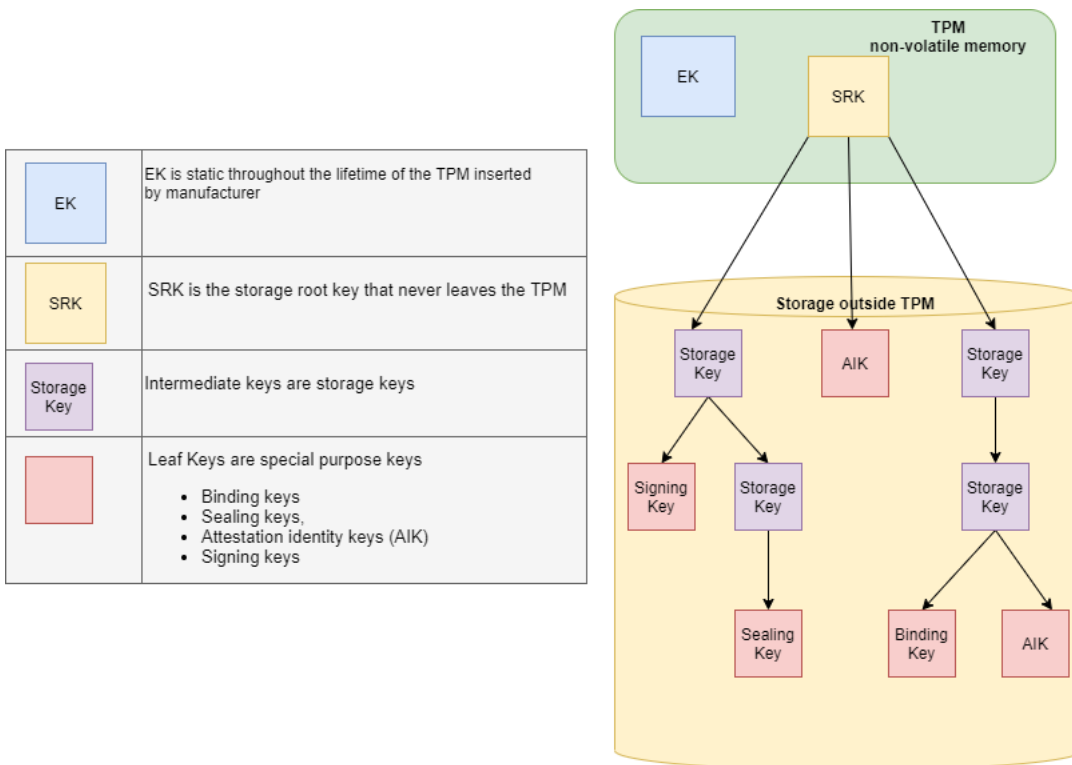 EK
EK is static throughout the lifetime of the TPM inserted
by manufacturer
SRK
SRK is the storage root key that never leaves the TPM
Storage
Key
Intermediate keys are storage keys
Leaf Keys are special purpose keys
• Binding keys
• Sealing keys,
• Attestation identity keys (AIK)
• Signing keys
TPM
non-volatile memory
EK
SRK
Storage outside TPM
Storage
Key
AIK
Storage
Key
Signing
Key
Storage
Key
Storage
Key
Sealing
Key
Binding
Key
AIK